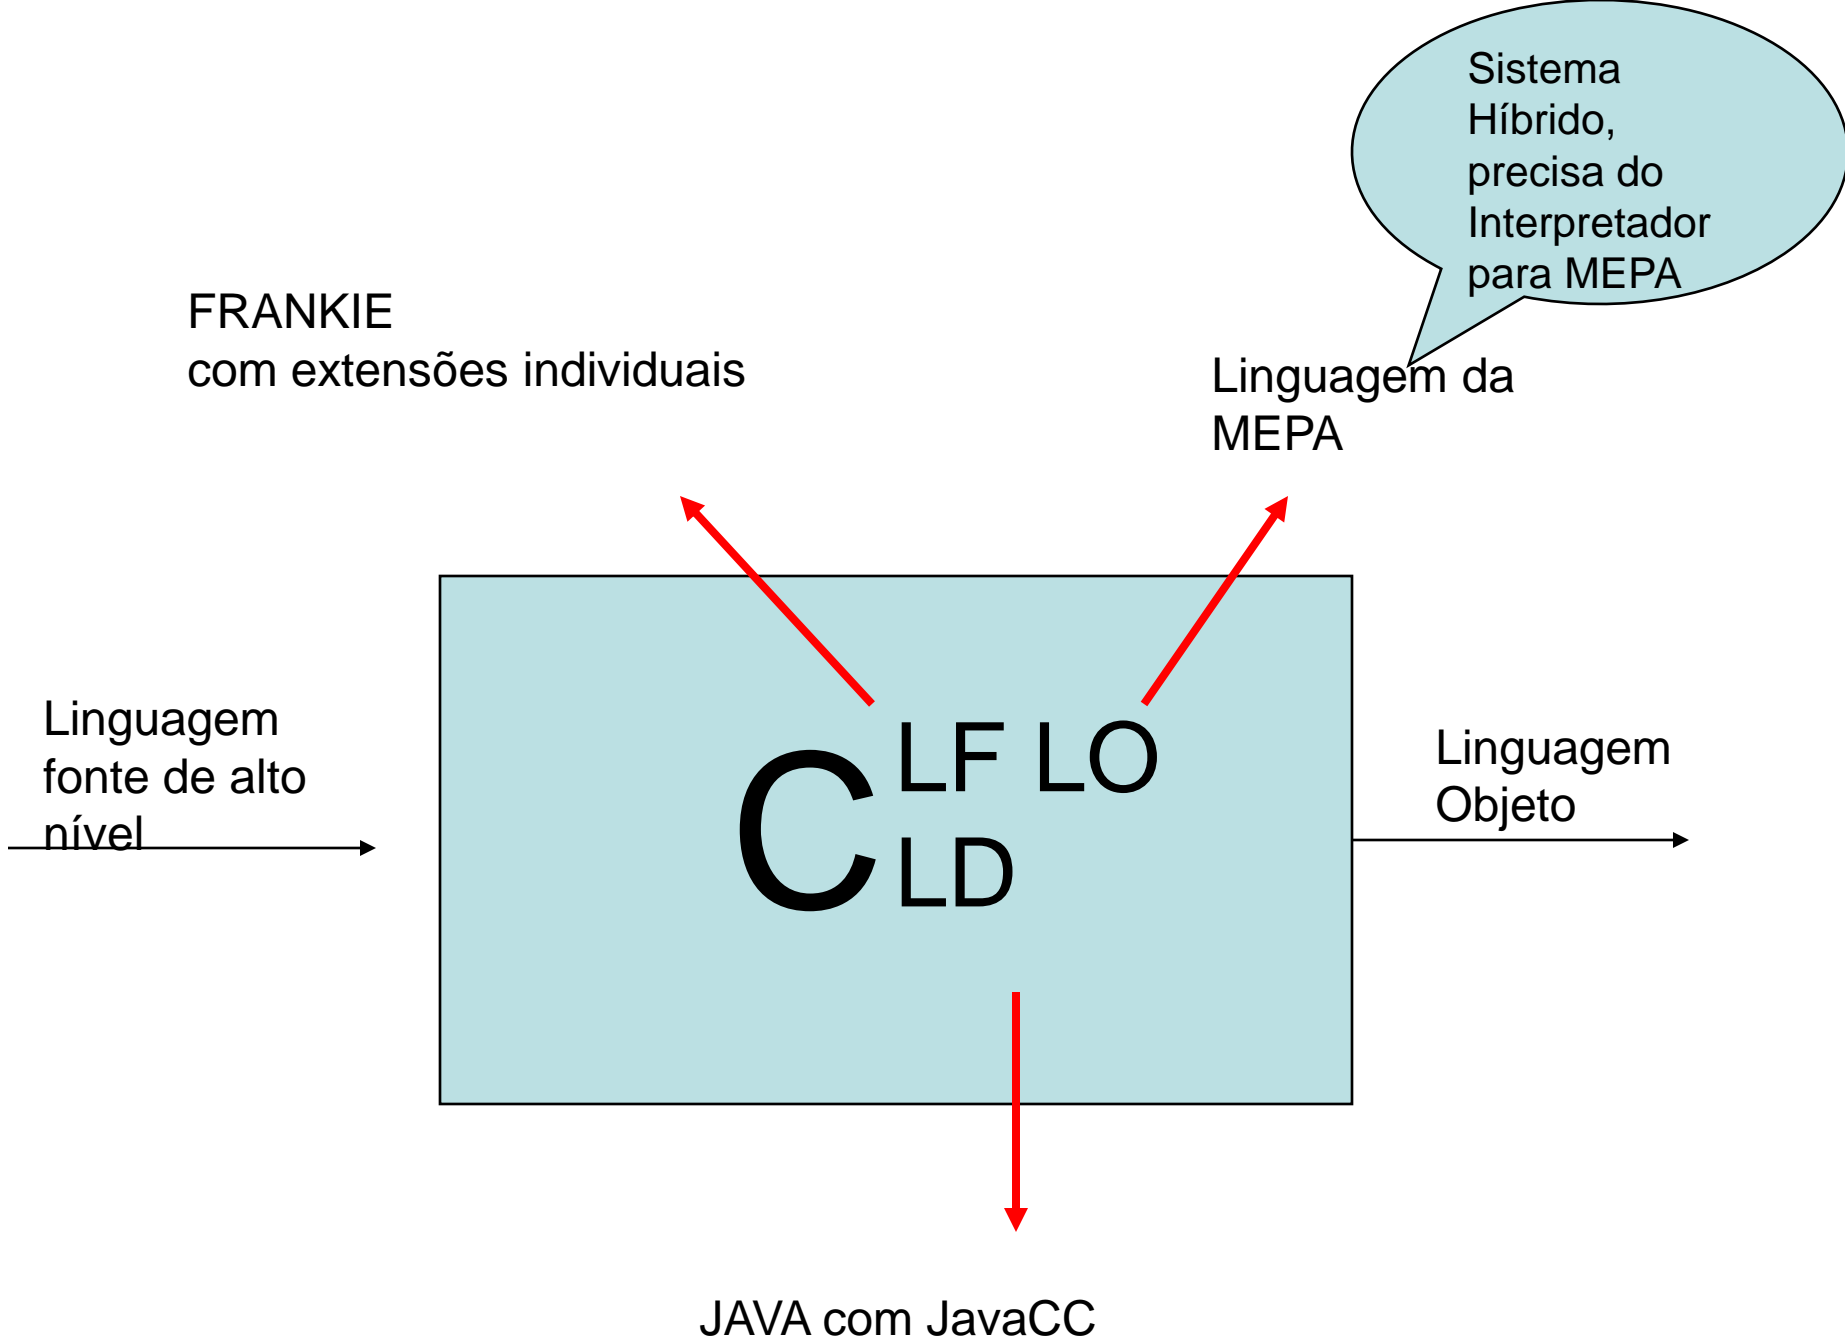 Sistema
Híbrido,
precisa do
Interpretador
para MEPA
FRANKIE
com extensões individuais
Linguagem da
MEPA
Linguagem
fonte de alto
nível
C LF LO
LD
Linguagem
Objeto
JAVA com JavaCC